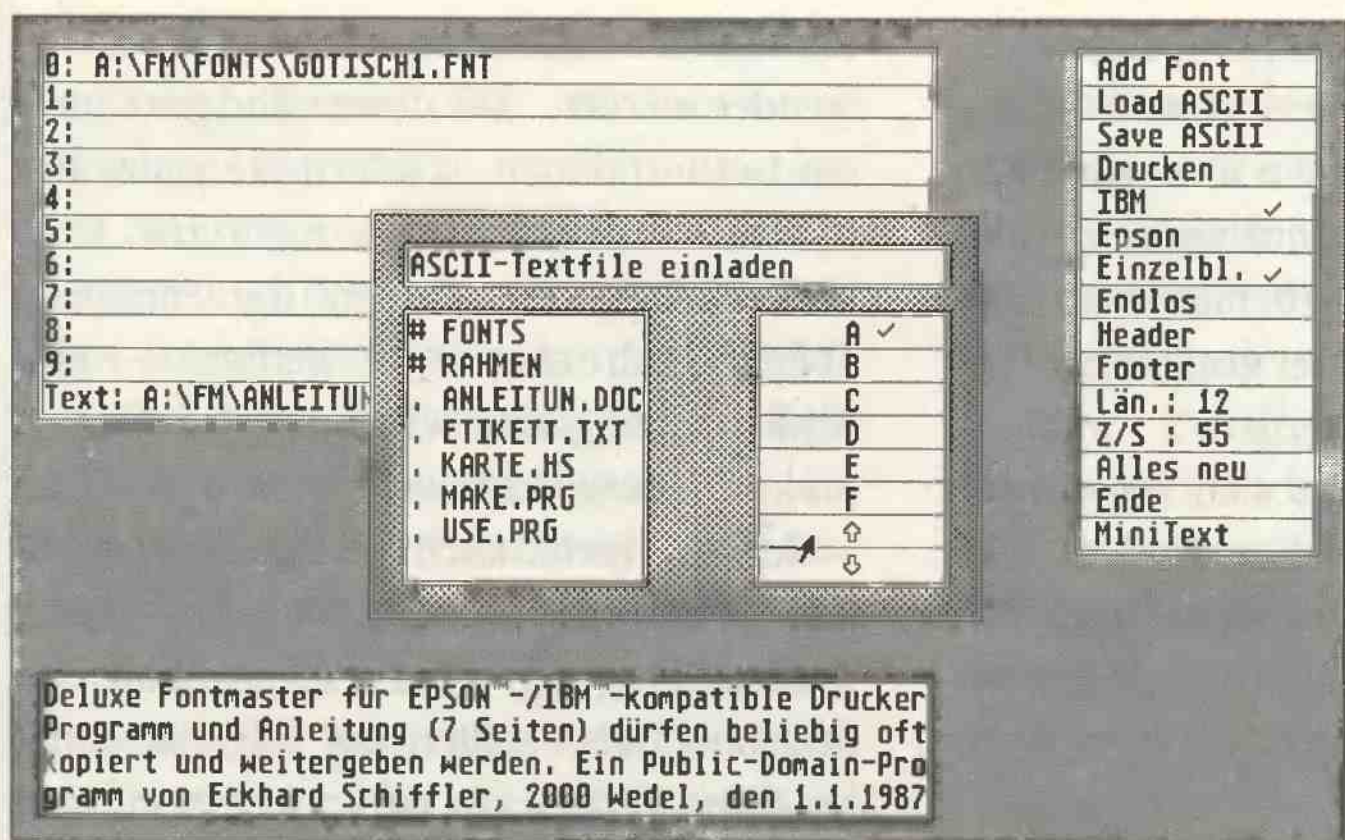 0: A:\FM\FONTS\GOTISCH1.FNT
1:
2:
3:
4:
5:
6:
7:
8:
9:
Text: A:\FM\ANLEITUN
ASCII-Textfile einladen
# FONTS
# RAHMEN
. ANLEITUN.DOC
. ETIKETT.TXT
. KARTE.HS
. MAKE.PRG
. USE.PRG
A ✓
B
C
D
E
F
⇧
⇩
Add Font
Load ASCII
Save ASCII
Drucken
IBM ✓
Epson
Einzelbl. ✓
Endlos
Header
Footer
Län.: 12
Z/S : 55
Alles neu
Ende
MiniText
Deluxe Fontmaster für EPSON™-/IBM™-kompatible Drucker
Programm und Anleitung (7 Seiten) dürfen beliebig oft
kopiert und weitergeben werden. Ein Public-Domain-Pro
gramm von Eckhard Schiffler, 2000 Wedel, den 1.1.1987